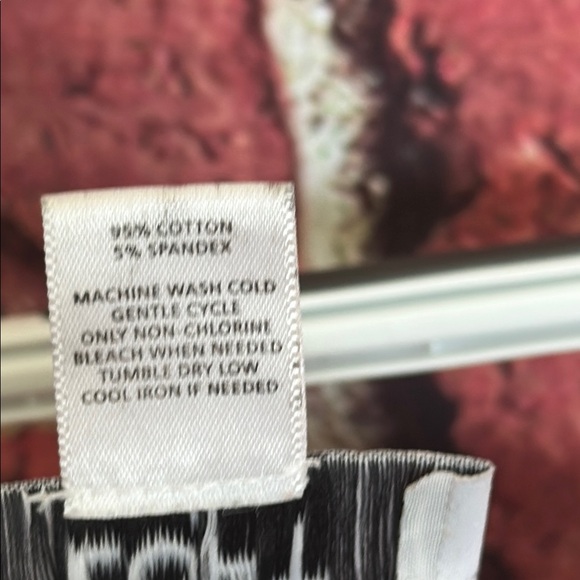 95% COTTON
5% SPANDEX
MACHINE WASH COLD
GENTLE CYCLE
ONLY NON-CHLORINE
BLEACH WHEN NEEDED
TUMBLE DRY LOW
COOL IRON IF NEEDED